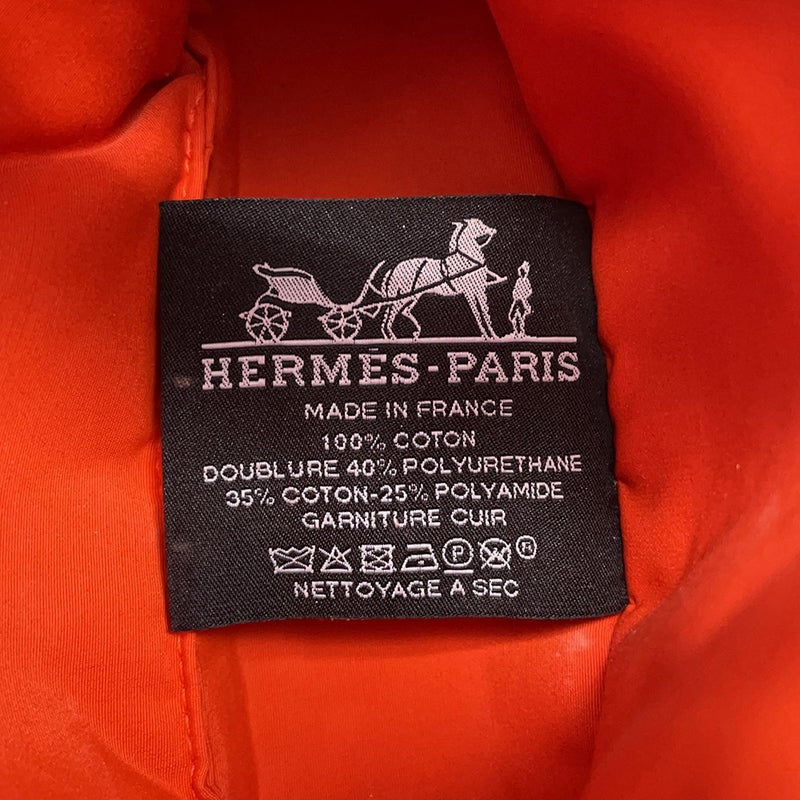 HERMÈS-PARIS
MADE IN FRANCE
100% COTON
DOUBLURE 40% POLYURETHANE
35% COTON-25% POLYAMIDE
GARNITURE CUIR
P ®
NETTOYAGE A SEC